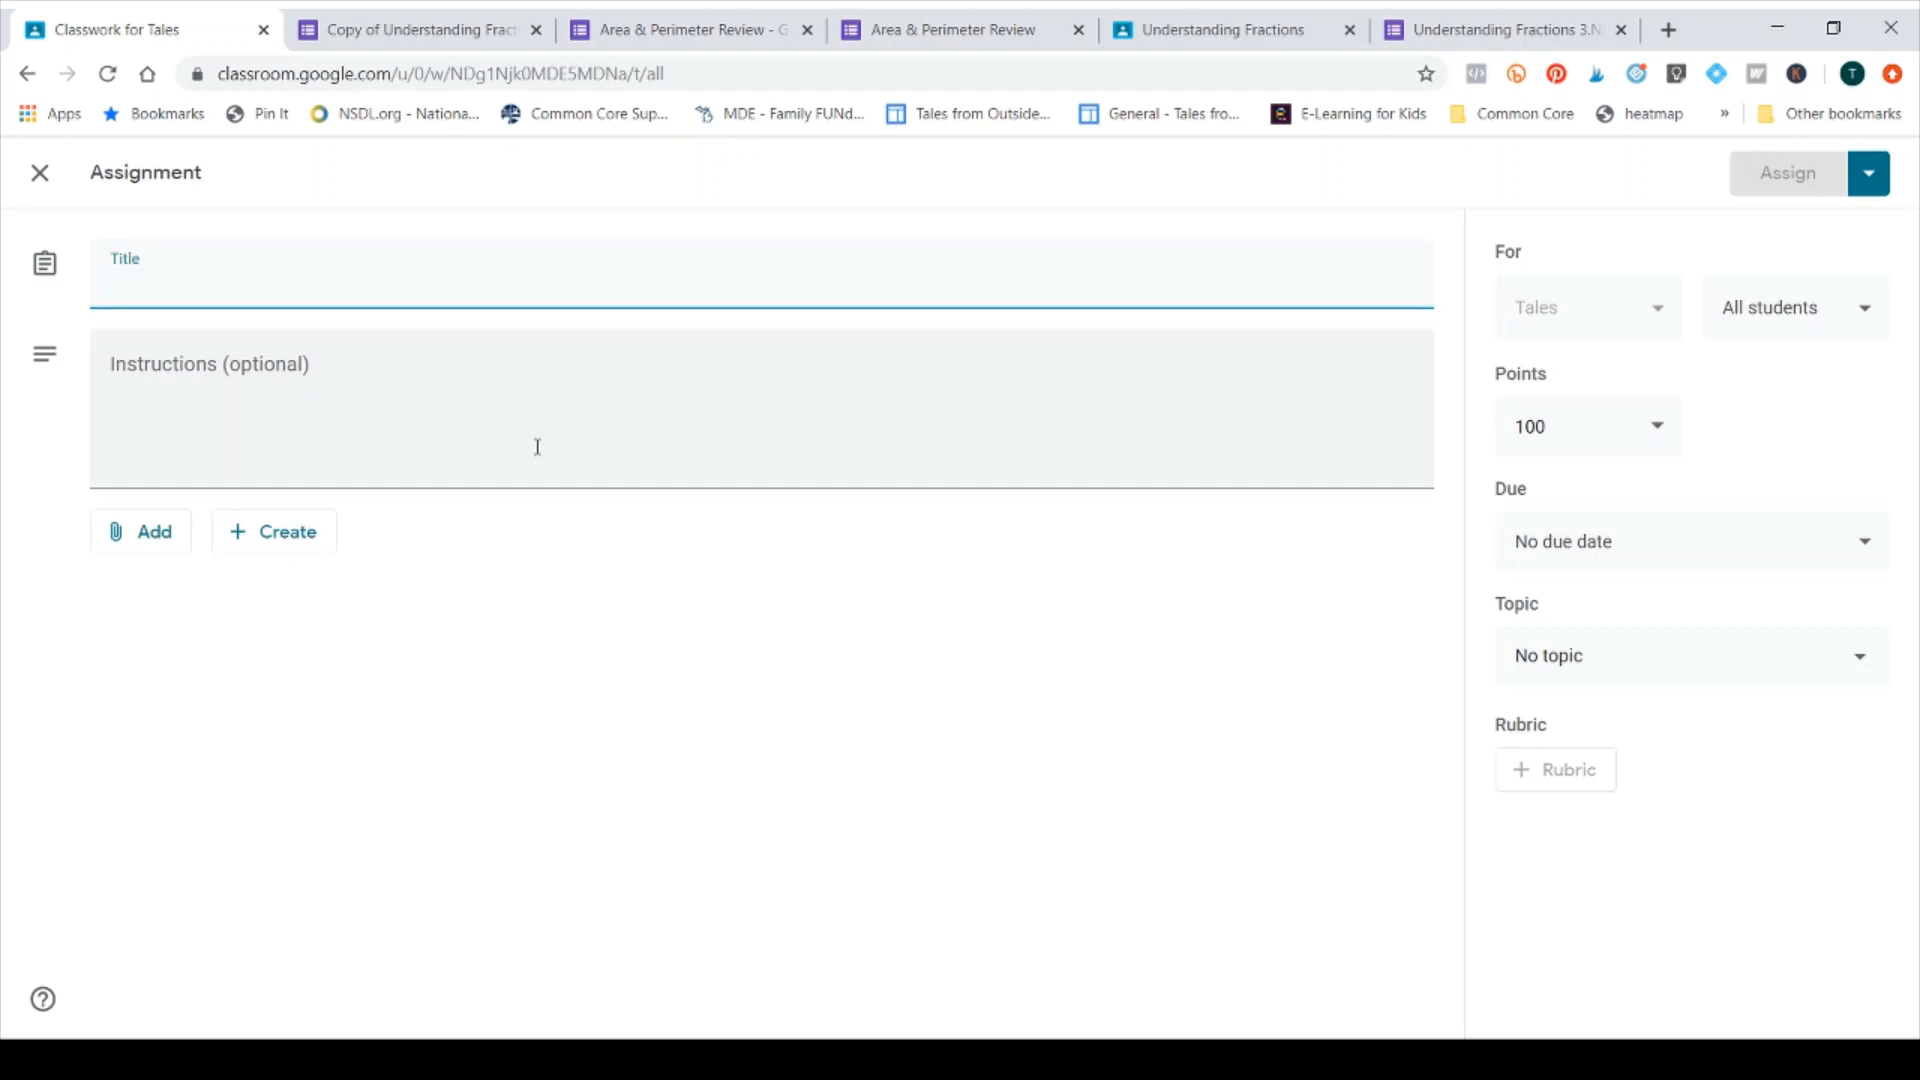 Classwork for Tales
Copy of Understanding Fract
Area & Perimeter Review - G
Area & Perimeter Review
Understanding Fractions
Understanding Fractions 3.N
classroom.google.com/u/0/w/NDg1Njk0MDE5MDNa/t/all
T
Apps
Bookmarks
Pin It
NSDL.org - Nationa...
Common Core Sup...
MDE - Family FUNd...
Tales from Outside...
General - Tales fro...
E-Learning for Kids
Common Core
heatmap
»
Other bookmarks
Assignment
Assign
Title
Instructions (optional)
Add
Create
For
Tales
All students
Points
100
Due
No due date
Topic
No topic
Rubric
+ Rubric